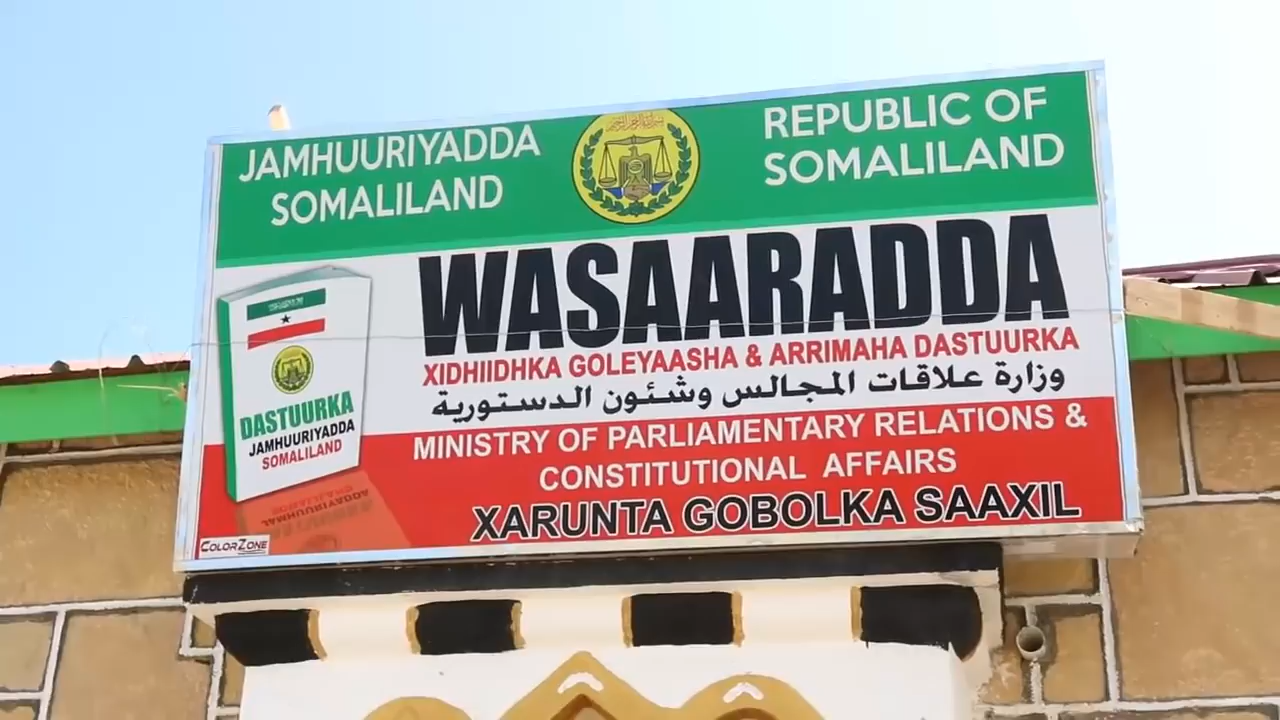 JAMHUURIYADDA
SOMALILAND
REPUBLIC OF
SOMALILAND
WASAARADDA
XIDHIIDHKA GOLEYAASHA & ARRIMAHA DASTUURKA
وزارة علاقات المجالس وشئون الدستورية
MINISTRY OF PARLIAMENTARY RELATIONS &
CONSTITUTIONAL AFFAIRS
XARUNTA GOBOLKA SAAXIL
DASTUURKA
JAMHUURIYADDA
SOMALILAND
COLORZONE